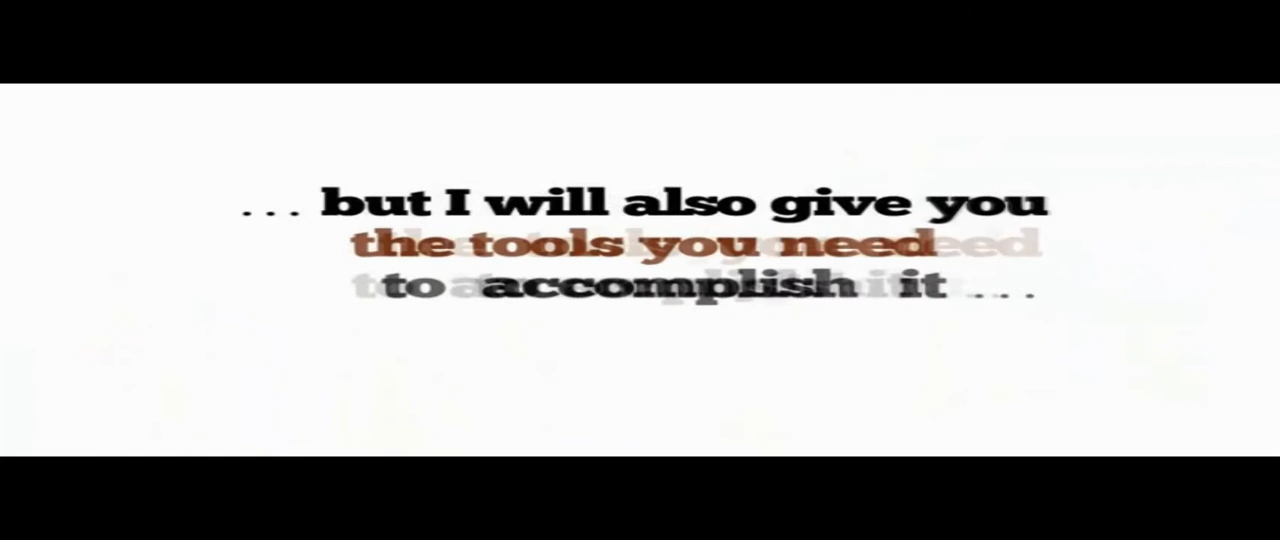 ... but I will also give you
the tools you need
to accomplish it ...